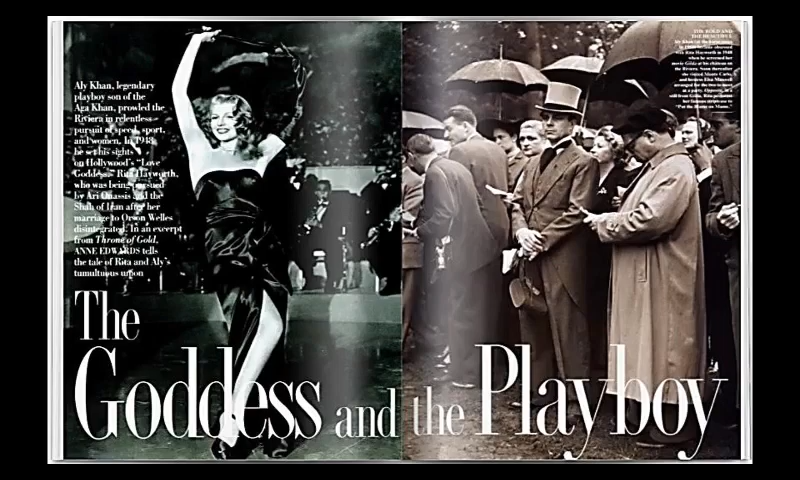 Aly Khan, legendary
playboy son of the
Aga Khan, prowled the
Riviera in relentless
pursuit of speed, sport,
and women. In 1948,
he set his sights
on Hollywood's "Love
Goddess," Rita Hayworth,
who was being pursued
by Ari Onassis and the
Shah of Iran after her
marriage to Orson Welles
disintegrated. In an excerpt
from Throne of Gold,
ANNE EDWARDS tells
the tale of Rita and Aly's
tumultuous union
THE BOLD AND
THE BEAUTIFUL
The
Goddess and the Playboy